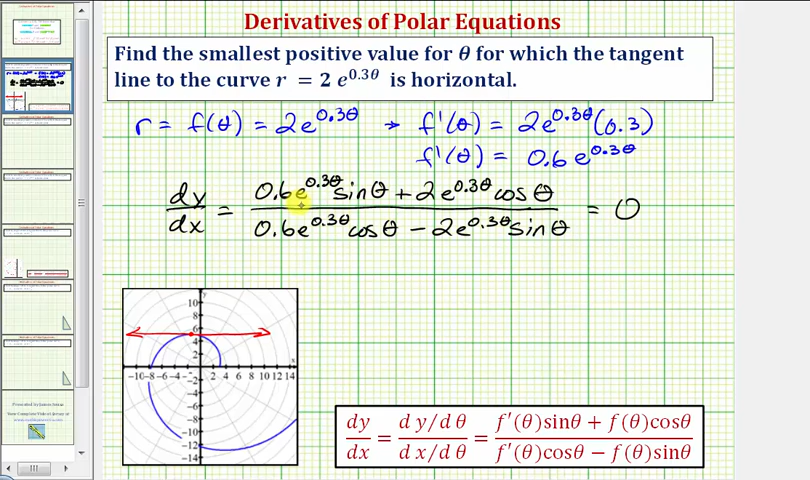 Derivatives of Polar Equations
Find the smallest positive value for θ for which the tangent
line to the curve r = 2 e^{0.3θ} is horizontal.
r = f(θ) = 2e^{0.3θ} → f'(θ) = 2e^{0.3θ}(0.3)
f'(θ) = 0.6e^{0.3θ}
dy/dx = (0.6e^{0.3θ} sinθ + 2e^{0.3θ} cosθ) / (0.6e^{0.3θ} cosθ - 2e^{0.3θ} sinθ) = 0
y
10
8
6
4
2
x
-10 -8 -6 -4 -2 2 4 6 8 10 12 14
-2
-4
-6
-8
-10
-12
-14
dy/dx = (d y/d θ)/(d x/d θ) = (f′(θ)sinθ + f(θ)cosθ)/(f′(θ)cosθ − f(θ)sinθ)